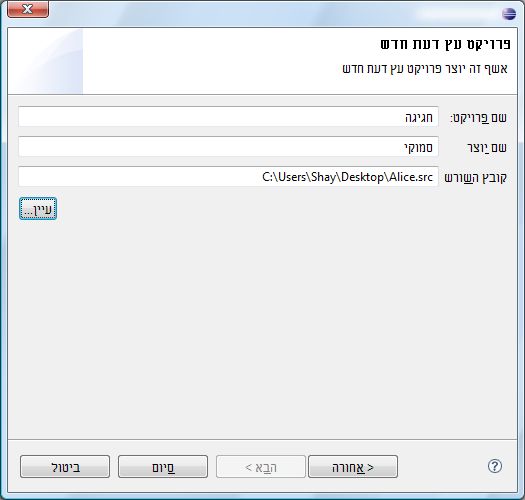 פרויקט עץ דעת חדש
אשף זה יוצר פרויקט עץ דעת חדש
שם פרויקט: חגיגה
שם יוצר סמוקי
קובץ השורש C:\Users\Shay\Desktop\Alice.src
עיין...
< אחורה הבא > סיום ביטול